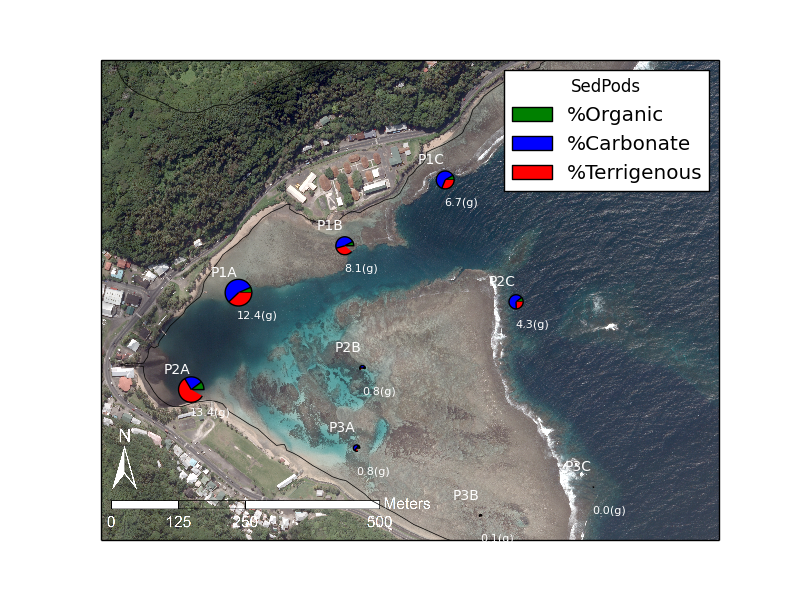 SedPods
%Organic
%Carbonate
%Terrigenous
P1C
6.7(g)
P1B
8.1(g)
P1A
12.4(g)
P2C
4.3(g)
P2B
0.8(g)
P2A
13.4(g)
P3A
0.8(g)
P3C
0.0(g)
P3B
0.1(g)
N
Meters
0 125 250 500